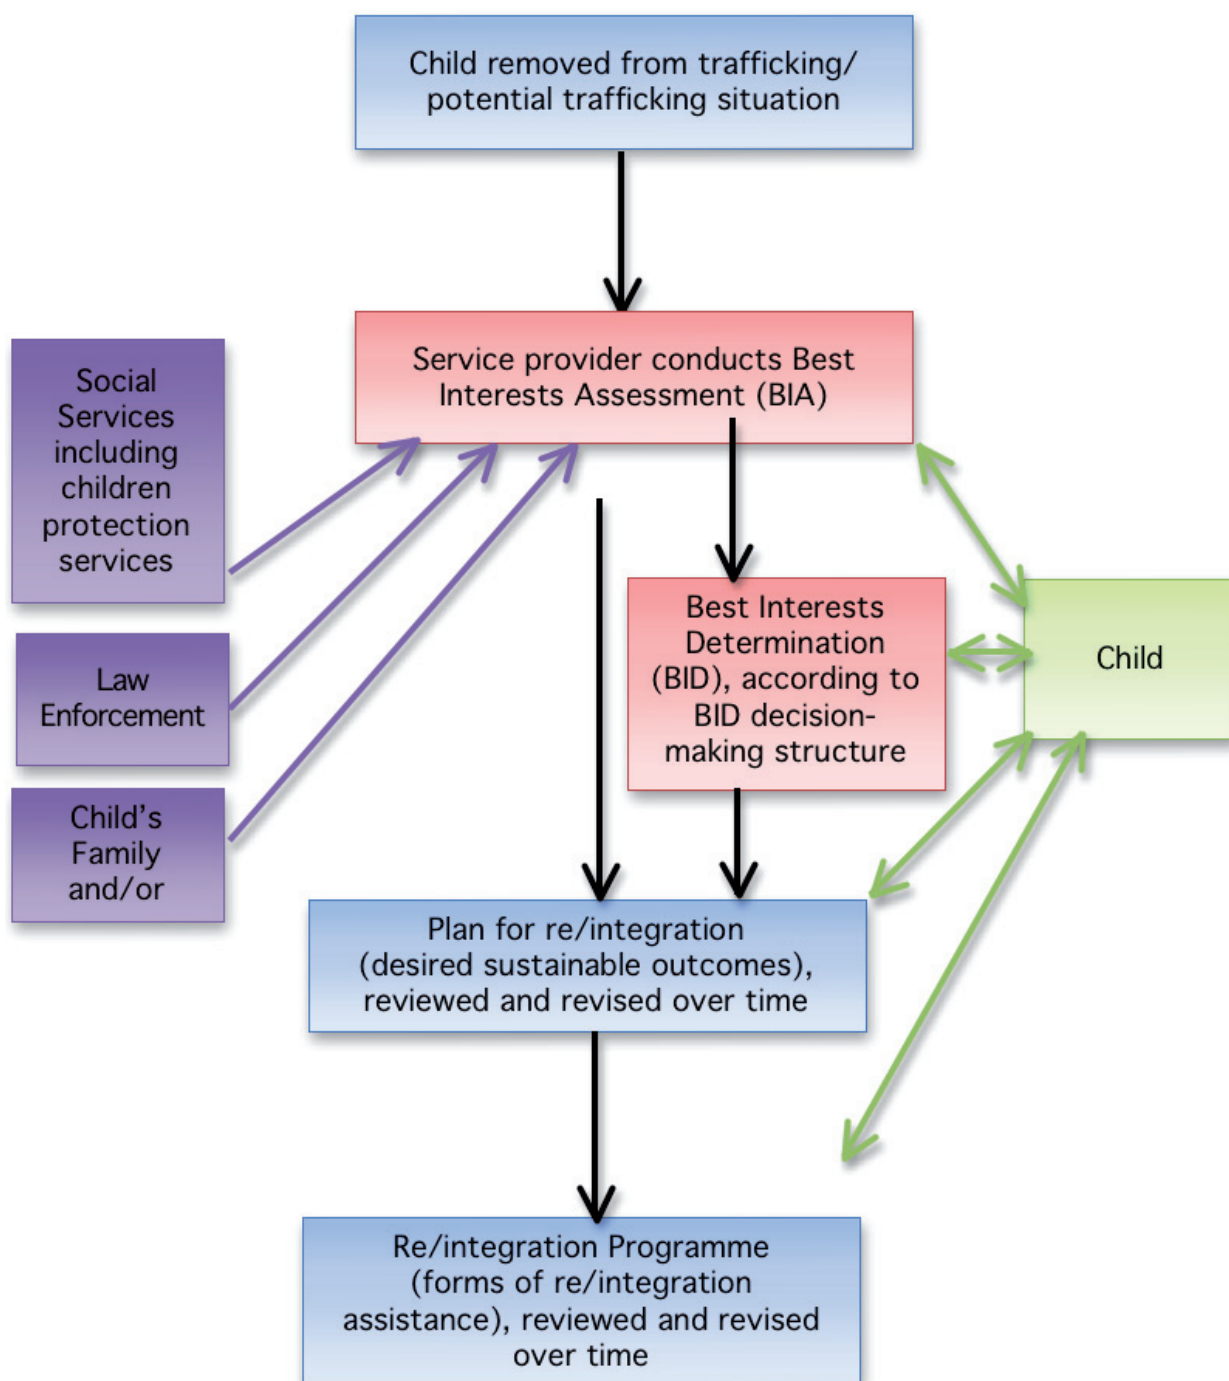 Child removed from trafficking/
potential trafficking situation
Service provider conducts Best
Interests Assessment (BIA)
Social
Services
including
children
protection
services
Law
Enforcement
Child’s
Family
and/or
Best Interests
Determination
(BID), according to
BID decision-
making structure
Child
Plan for re/integration
(desired sustainable outcomes),
reviewed and revised over time
Re/integration Programme
(forms of re/integration
assistance), reviewed and revised
over time